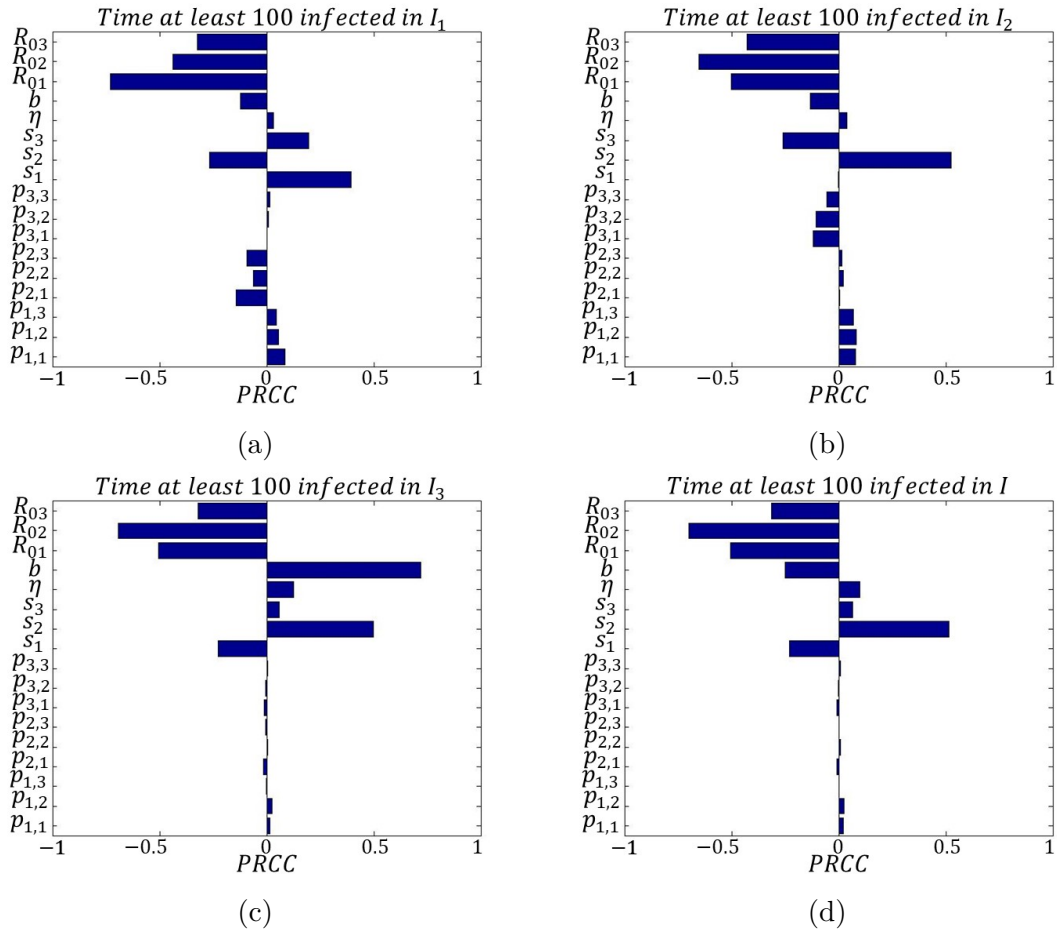 Time at least 100 infected in I₁
R₀₃
R₀₂
R₀₁
b
η
s₃
s₂
s₁
p₃,₃
p₃,₂
p₃,₁
p₂,₃
p₂,₂
p₂,₁
p₁,₃
p₁,₂
p₁,₁
−1 −0.5 0 0.5 1
PRCC
(a)
Time at least 100 infected in I₂
R₀₃
R₀₂
R₀₁
b
η
s₃
s₂
s₁
p₃,₃
p₃,₂
p₃,₁
p₂,₃
p₂,₂
p₂,₁
p₁,₃
p₁,₂
p₁,₁
−1 −0.5 0 0.5 1
PRCC
(b)
Time at least 100 infected in I₃
R₀₃
R₀₂
R₀₁
b
η
s₃
s₂
s₁
p₃,₃
p₃,₂
p₃,₁
p₂,₃
p₂,₂
p₂,₁
p₁,₃
p₁,₂
p₁,₁
−1 −0.5 0 0.5 1
PRCC
(c)
Time at least 100 infected in I
R₀₃
R₀₂
R₀₁
b
η
s₃
s₂
s₁
p₃,₃
p₃,₂
p₃,₁
p₂,₃
p₂,₂
p₂,₁
p₁,₃
p₁,₂
p₁,₁
−1 −0.5 0 0.5 1
PRCC
(d)